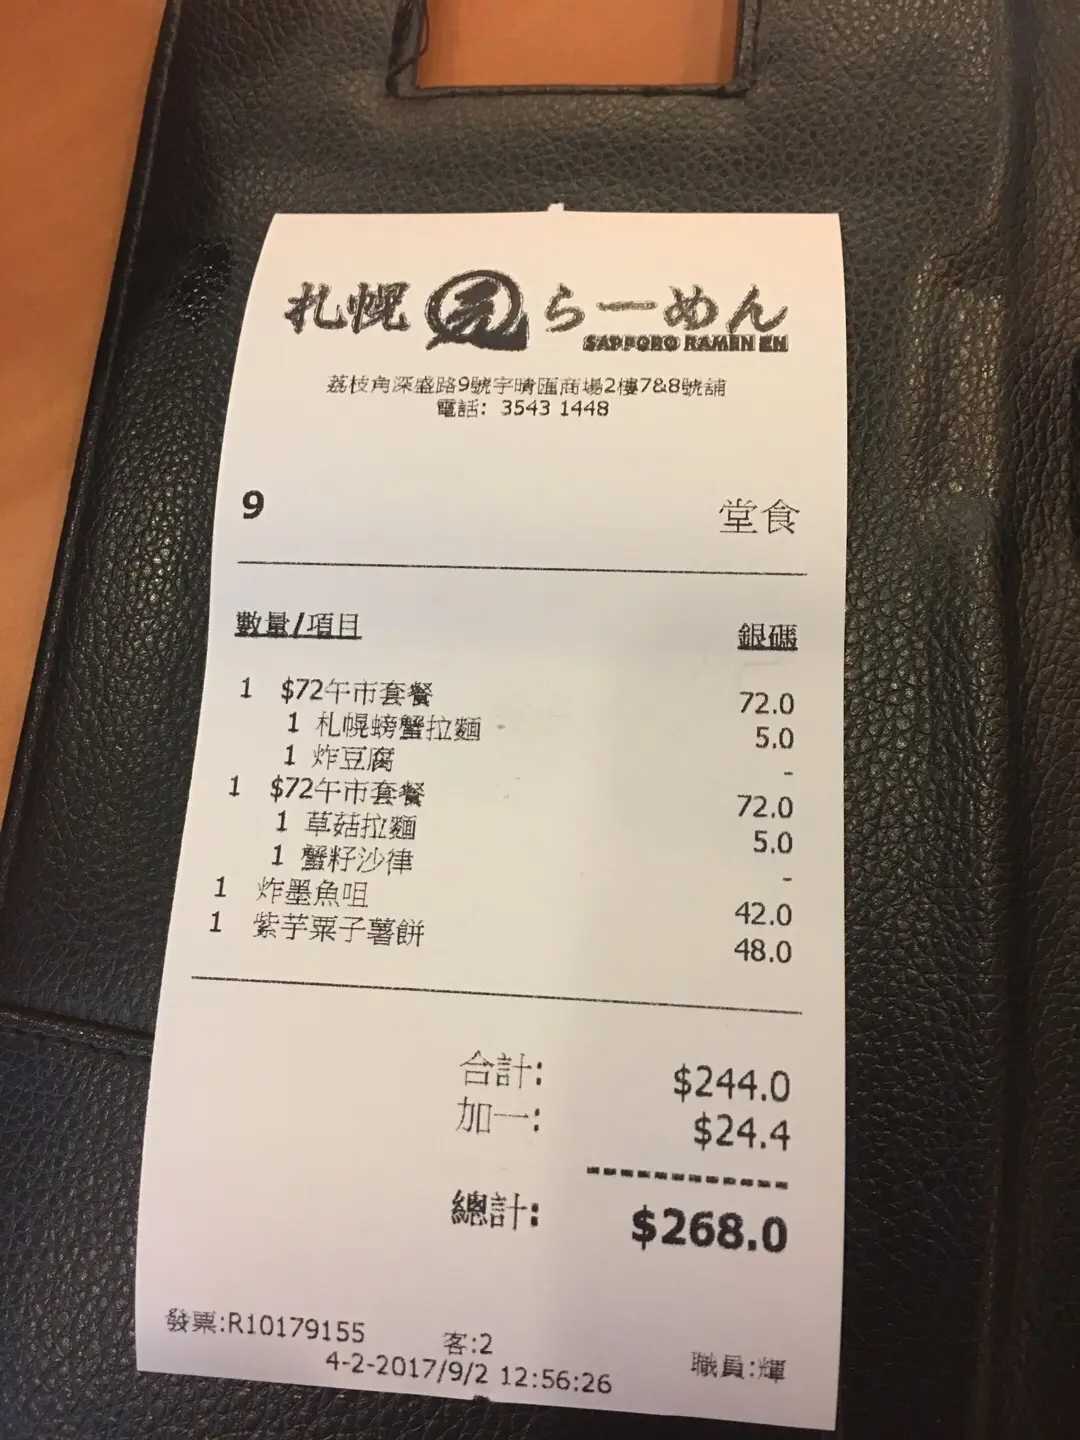 札幌 円 らーめん
SAPPORO RAMEN EN
荔枝角深盛路9號宇晴匯商場2樓7&8號舖
電話: 3543 1448
9 堂食
數量/項目 銀碼
1 $72午市套餐 72.0
1 札幌螃蟹拉麵 5.0
1 炸豆腐 -
1 $72午市套餐 72.0
1 草菇拉麵 5.0
1 蟹籽沙律 -
1 炸墨魚咀 42.0
1 紫芋粟子薯餅 48.0
合計: $244.0
加一: $24.4
總計: $268.0
發票:R10179155 客:2 職員:輝
4-2-2017/9/2 12:56:26